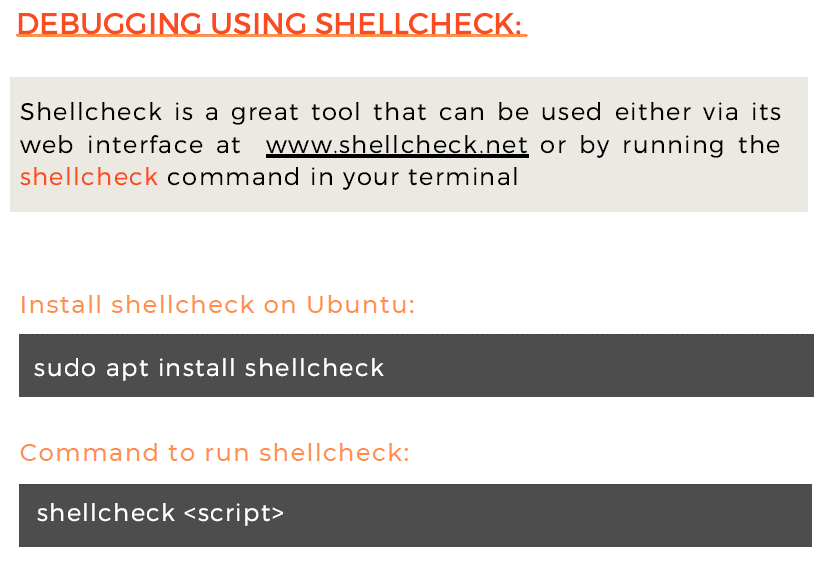 DEBUGGING USING SHELLCHECK:
Shellcheck is a great tool that can be used either via its
web interface at www.shellcheck.net or by running the
shellcheck command in your terminal
Install shellcheck on Ubuntu:
sudo apt install shellcheck
Command to run shellcheck:
shellcheck <script>